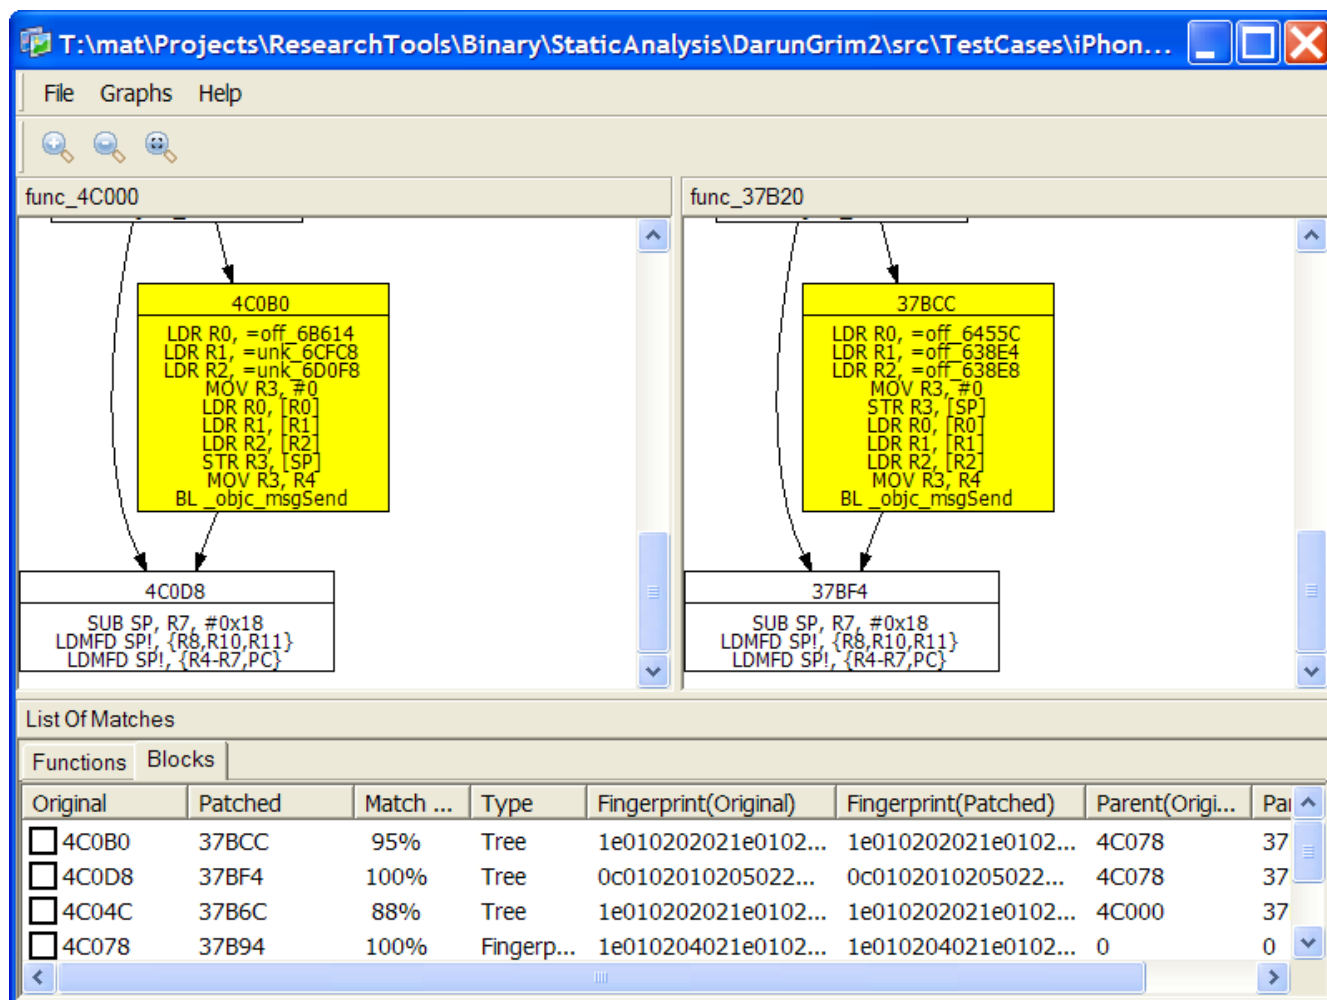 T:\mat\Projects\ResearchTools\Binary\StaticAnalysis\DarunGrim2\src\TestCases\iPhon...
File Graphs Help
func_4C000
func_37B20
4C0B0
LDR R0, =off_6B614
LDR R1, =unk_6CFC8
LDR R2, =unk_6D0F8
MOV R3, #0
LDR R0, [R0]
LDR R1, [R1]
LDR R2, [R2]
STR R3, [SP]
MOV R3, R4
BL _objc_msgSend
4C0D8
SUB SP, R7, #0x18
LDMFD SP!, {R8,R10,R11}
LDMFD SP!, {R4-R7,PC}
37BCC
LDR R0, =off_6455C
LDR R1, =off_638E4
LDR R2, =off_638E8
MOV R3, #0
STR R3, [SP]
LDR R0, [R0]
LDR R1, [R1]
LDR R2, [R2]
MOV R3, R4
BL _objc_msgSend
37BF4
SUB SP, R7, #0x18
LDMFD SP!, {R8,R10,R11}
LDMFD SP!, {R4-R7,PC}
List Of Matches
Functions Blocks
Original Patched Match ... Type Fingerprint(Original) Fingerprint(Patched) Parent(Origi... Pa
4C0B0 37BCC 95% Tree 1e010202021e0102... 1e010202021e0102... 4C078 37
4C0D8 37BF4 100% Tree 0c0102010205022... 0c0102010205022... 4C078 37
4C04C 37B6C 88% Tree 1e010202021e0102... 1e010202021e0102... 4C000 37
4C078 37B94 100% Fingerp... 1e010204021e0102... 1e010204021e0102... 0 0